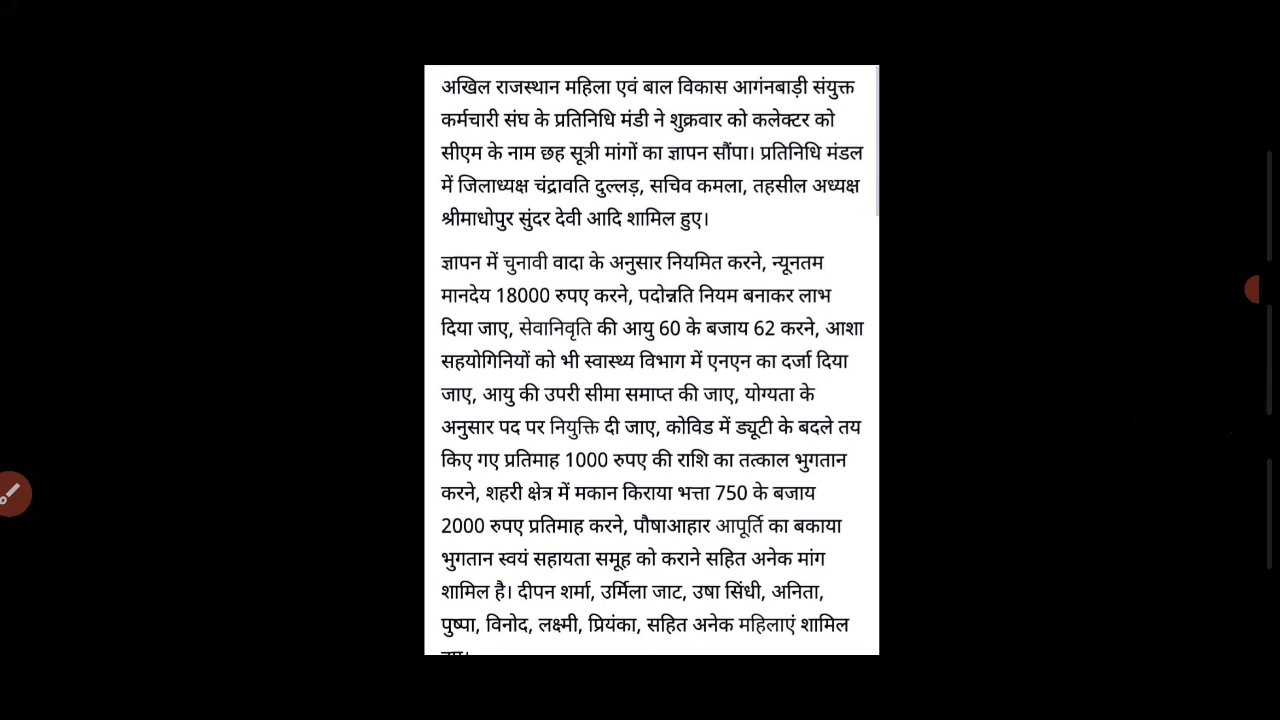 अखिल राजस्थान महिला एवं बाल विकास आगंनबाड़ी संयुक्त
कर्मचारी संघ के प्रतिनिधि मंडी ने शुक्रवार को कलेक्टर को
सीएम के नाम छह सूत्री मांगों का ज्ञापन सौंपा। प्रतिनिधि मंडल
में जिलाध्यक्ष चंद्रावति दुल्लड़, सचिव कमला, तहसील अध्यक्ष
श्रीमाधोपुर सुंदर देवी आदि शामिल हुए।
ज्ञापन में चुनावी वादा के अनुसार नियमित करने, न्यूनतम
मानदेय 18000 रुपए करने, पदोन्नति नियम बनाकर लाभ
दिया जाए, सेवानिवृति की आयु 60 के बजाय 62 करने, आशा
सहयोगिनियों को भी स्वास्थ्य विभाग में एनएन का दर्जा दिया
जाए, आयु की उपरी सीमा समाप्त की जाए, योग्यता के
अनुसार पद पर नियुक्ति दी जाए, कोविड में ड्यूटी के बदले तय
किए गए प्रतिमाह 1000 रुपए की राशि का तत्काल भुगतान
करने, शहरी क्षेत्र में मकान किराया भत्ता 750 के बजाय
2000 रुपए प्रतिमाह करने, पौषाआहार आपूर्ति का बकाया
भुगतान स्वयं सहायता समूह को कराने सहित अनेक मांग
शामिल है। दीपन शर्मा, उर्मिला जाट, उषा सिंधी, अनिता,
पुष्पा, विनोद, लक्ष्मी, प्रियंका, सहित अनेक महिलाएं शामिल